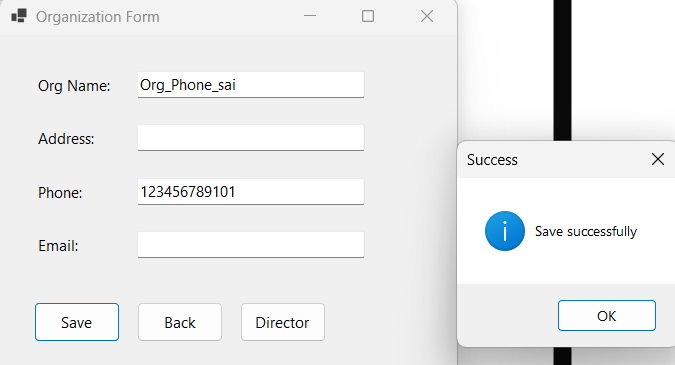 Organization Form
Org Name: Org_Phone_sai
Address:
Phone: 123456789101
Email:
Save Back Director
Success
Save successfully
OK